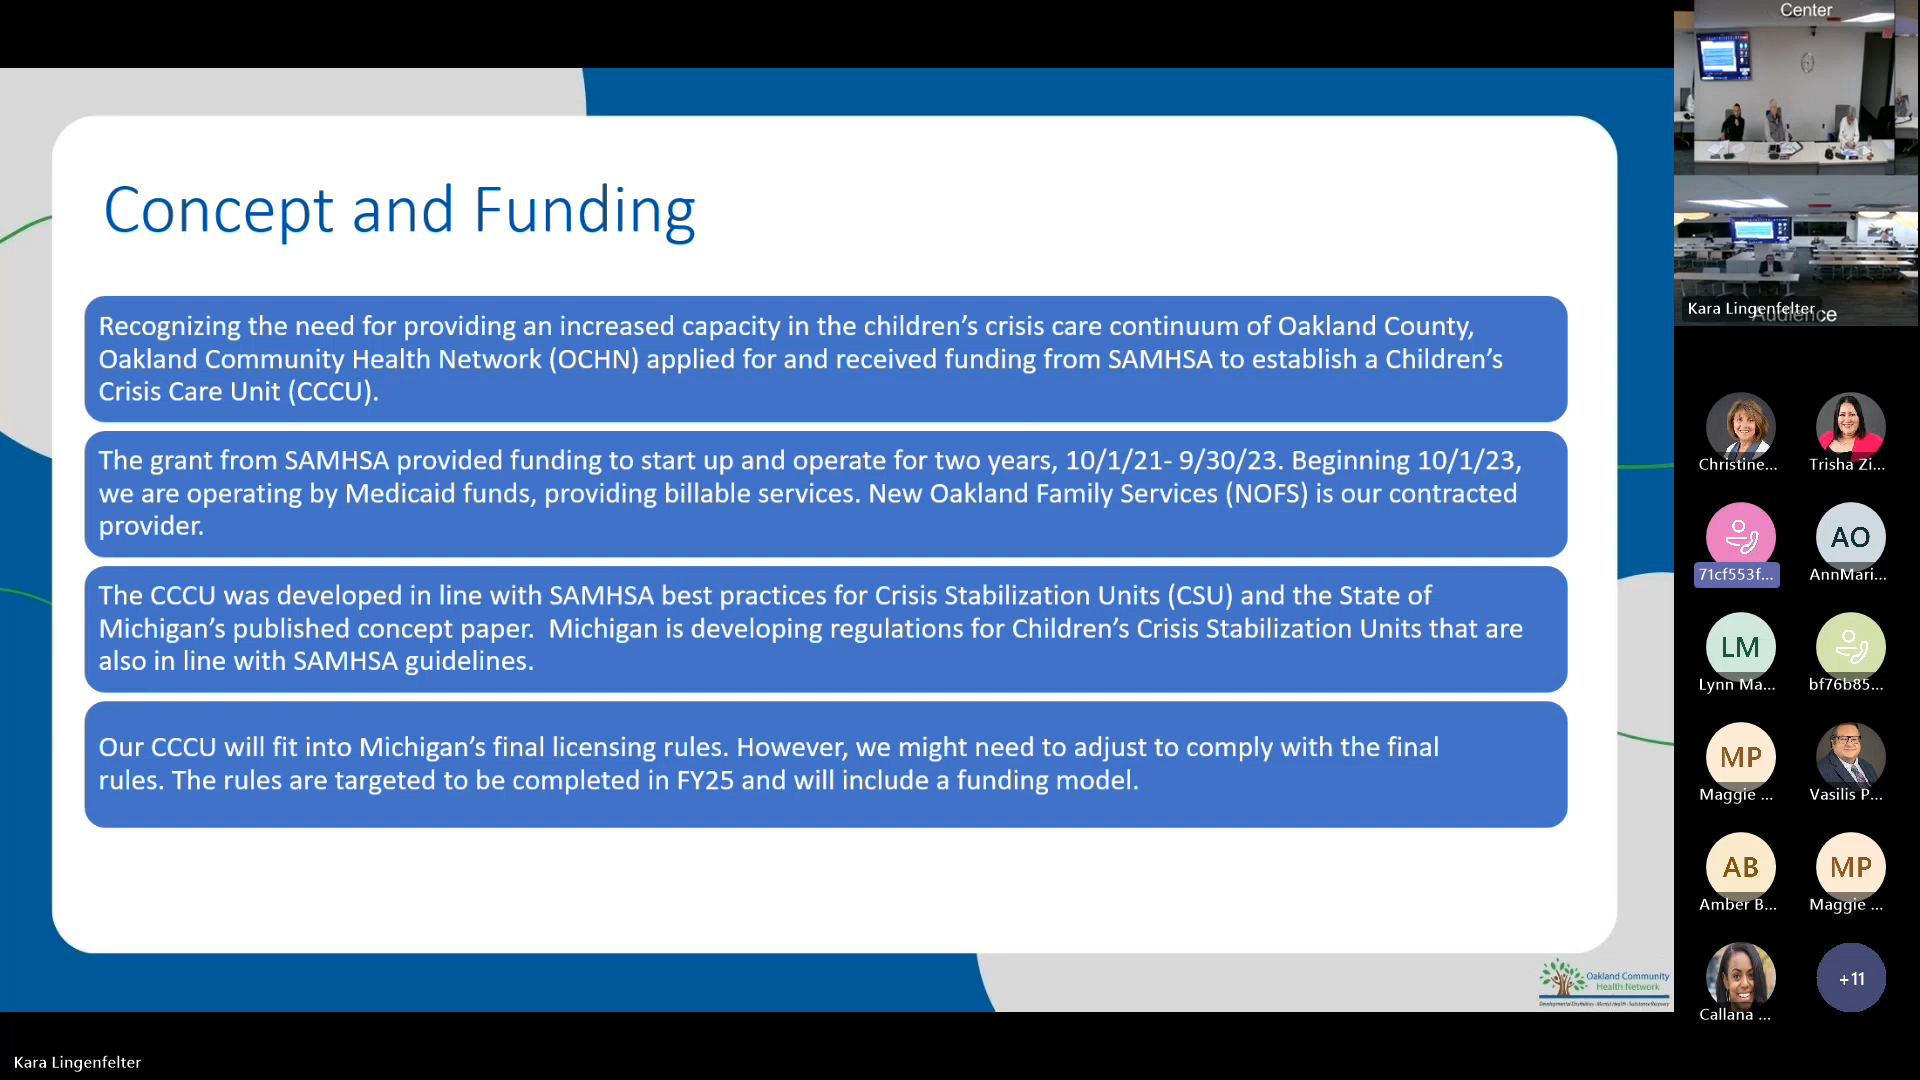 Center
Concept and Funding
Recognizing the need for providing an increased capacity in the children’s crisis care continuum of Oakland County,
Oakland Community Health Network (OCHN) applied for and received funding from SAMHSA to establish a Children’s
Crisis Care Unit (CCCU).
The grant from SAMHSA provided funding to start up and operate for two years, 10/1/21- 9/30/23. Beginning 10/1/23,
we are operating by Medicaid funds, providing billable services. New Oakland Family Services (NOFS) is our contracted
provider.
The CCCU was developed in line with SAMHSA best practices for Crisis Stabilization Units (CSU) and the State of
Michigan’s published concept paper.  Michigan is developing regulations for Children’s Crisis Stabilization Units that are
also in line with SAMHSA guidelines.
Our CCCU will fit into Michigan’s final licensing rules. However, we might need to adjust to comply with the final
rules. The rules are targeted to be completed in FY25 and will include a funding model.
Oakland Community
Health Network
Developmental Disabilities - Mental Health - Substance Recovery
Kara Lingenfelter
Audience
Christine...
Trisha Zi...
71cf553f...
AO
AnnMari...
LM
Lynn Ma...
bf76b85...
MP
Maggie ...
Vasilis P...
AB
Amber B...
MP
Maggie ...
Callana ...
+11
Kara Lingenfelter